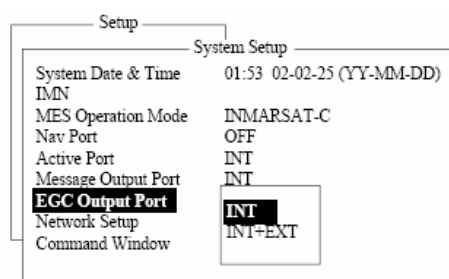 Setup
System Setup
System Date & Time 01:53 02-02-25 (YY-MM-DD)
IMN
MES Operation Mode INMARSAT-C
Nav Port OFF
Active Port INT
Message Output Port INT
EGC Output Port INT
Network Setup INT+EXT
Command Window